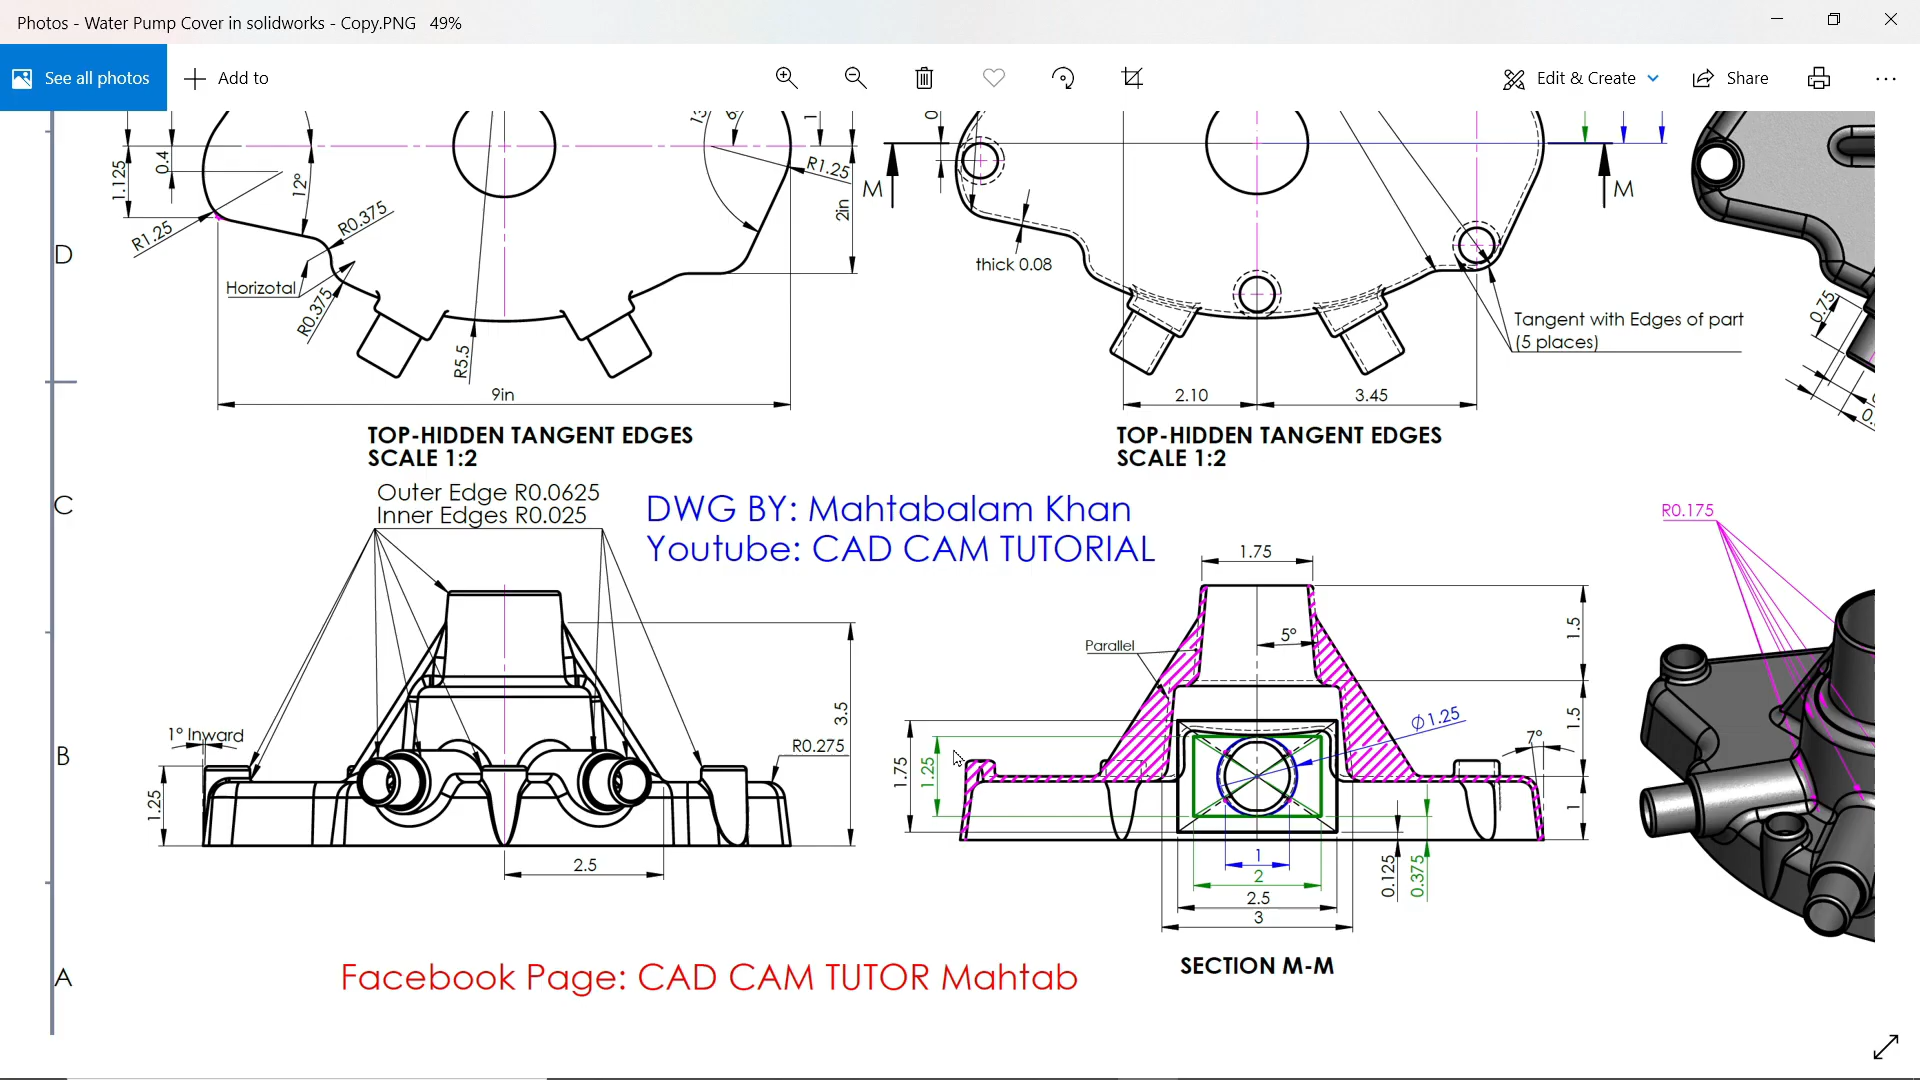 Photos - Water Pump Cover in solidworks - Copy.PNG 49%
See all photos
Add to
Edit & Create
Share
1.125
0.4
12°
R1.25
R0.375
Horizotal
R0.375
R5.5
1
R1.25
2in
9in
TOP-HIDDEN TANGENT EDGES
SCALE 1:2
0
M
M
thick 0.08
Tangent with Edges of part
(5 places)
2.10
3.45
TOP-HIDDEN TANGENT EDGES
SCALE 1:2
0.75
D
C
B
A
Outer Edge R0.0625
Inner Edges R0.025
DWG BY: Mahtabalam Khan
Youtube: CAD CAM TUTORIAL
1° Inward
1.25
3.5
R0.275
2.5
1.75
Parallel
5°
1.5
1.5
∅1.25
7°
1.75
1.25
1
1
2
2.5
3
0.125
0.375
SECTION M-M
R0.175
Facebook Page: CAD CAM TUTOR Mahtab